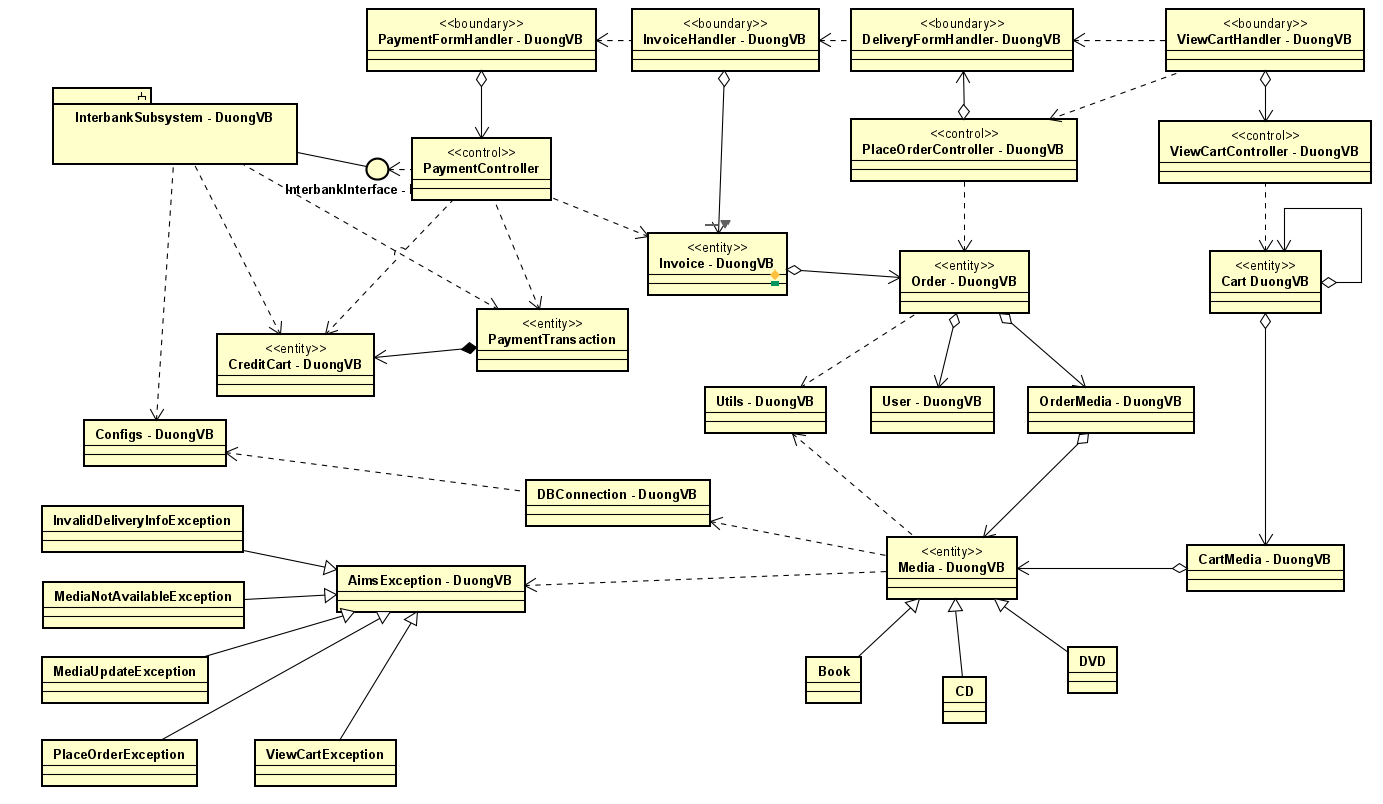 <<boundary>>
PaymentFormHandler - DuongVB
<<boundary>>
InvoiceHandler - DuongVB
<<boundary>>
DeliveryFormHandler- DuongVB
<<boundary>>
ViewCartHandler - DuongVB
InterbankSubsystem - DuongVB
<<control>>
PaymentController
<<control>>
PlaceOrderController - DuongVB
<<control>>
ViewCartController - DuongVB
InterbankInterface -
<<entity>>
Invoice - DuongVB
<<entity>>
Order - DuongVB
<<entity>>
Cart DuongVB
<<entity>>
CreditCart - DuongVB
<<entity>>
PaymentTransaction
Utils - DuongVB
User - DuongVB
OrderMedia - DuongVB
Configs - DuongVB
DBConnection - DuongVB
InvalidDeliveryInfoException
<<entity>>
Media - DuongVB
CartMedia - DuongVB
AimsException - DuongVB
MediaNotAvailableException
MediaUpdateException
Book
CD
DVD
PlaceOrderException
ViewCartException